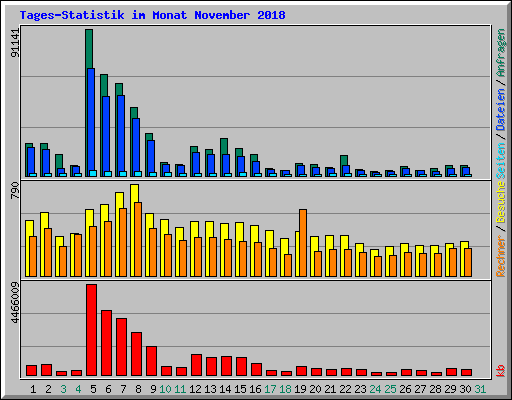 Tages-Statistik im Monat November 2018
91141
790
4466009
Rechner / Besuche Seiten / Dateien / Anfragen
kb
1 2 3 4 5 6 7 8 9 10 11 12 13 14 15 16 17 18 19 20 21 22 23 24 25 26 27 28 29 30 31